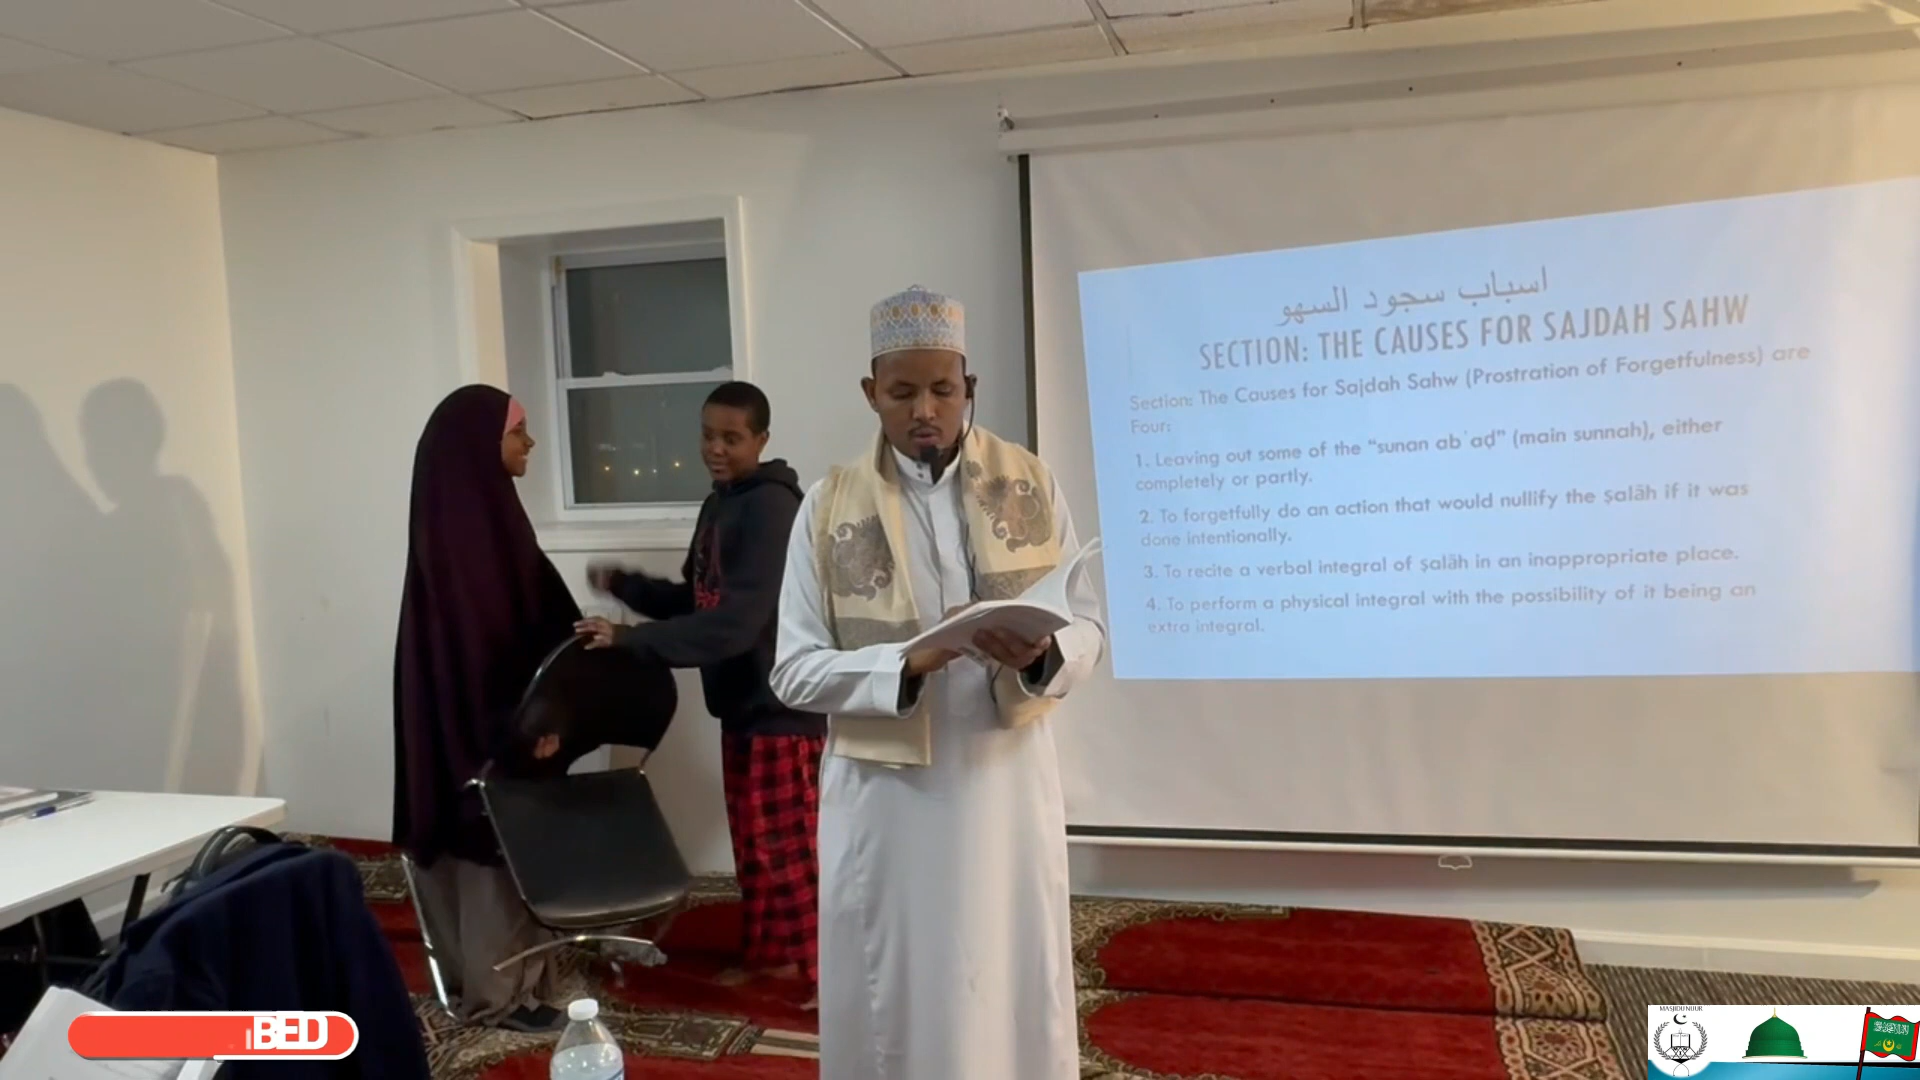 اسباب سجود السهو
SECTION: THE CAUSES FOR SAJDAH SAHW
Section: The Causes for Sajdah Sahw (Prostration of Forgetfulness) are
Four:
1. Leaving out some of the "sunan abʿaḍ" (main sunnah), either
completely or partly.
2. To forgetfully do an action that would nullify the ṣalāh if it was
done intentionally.
3. To recite a verbal integral of ṣalāh in an inappropriate place.
4. To perform a physical integral with the possibility of it being an
extra integral.
BED
MASJIDU NUUR